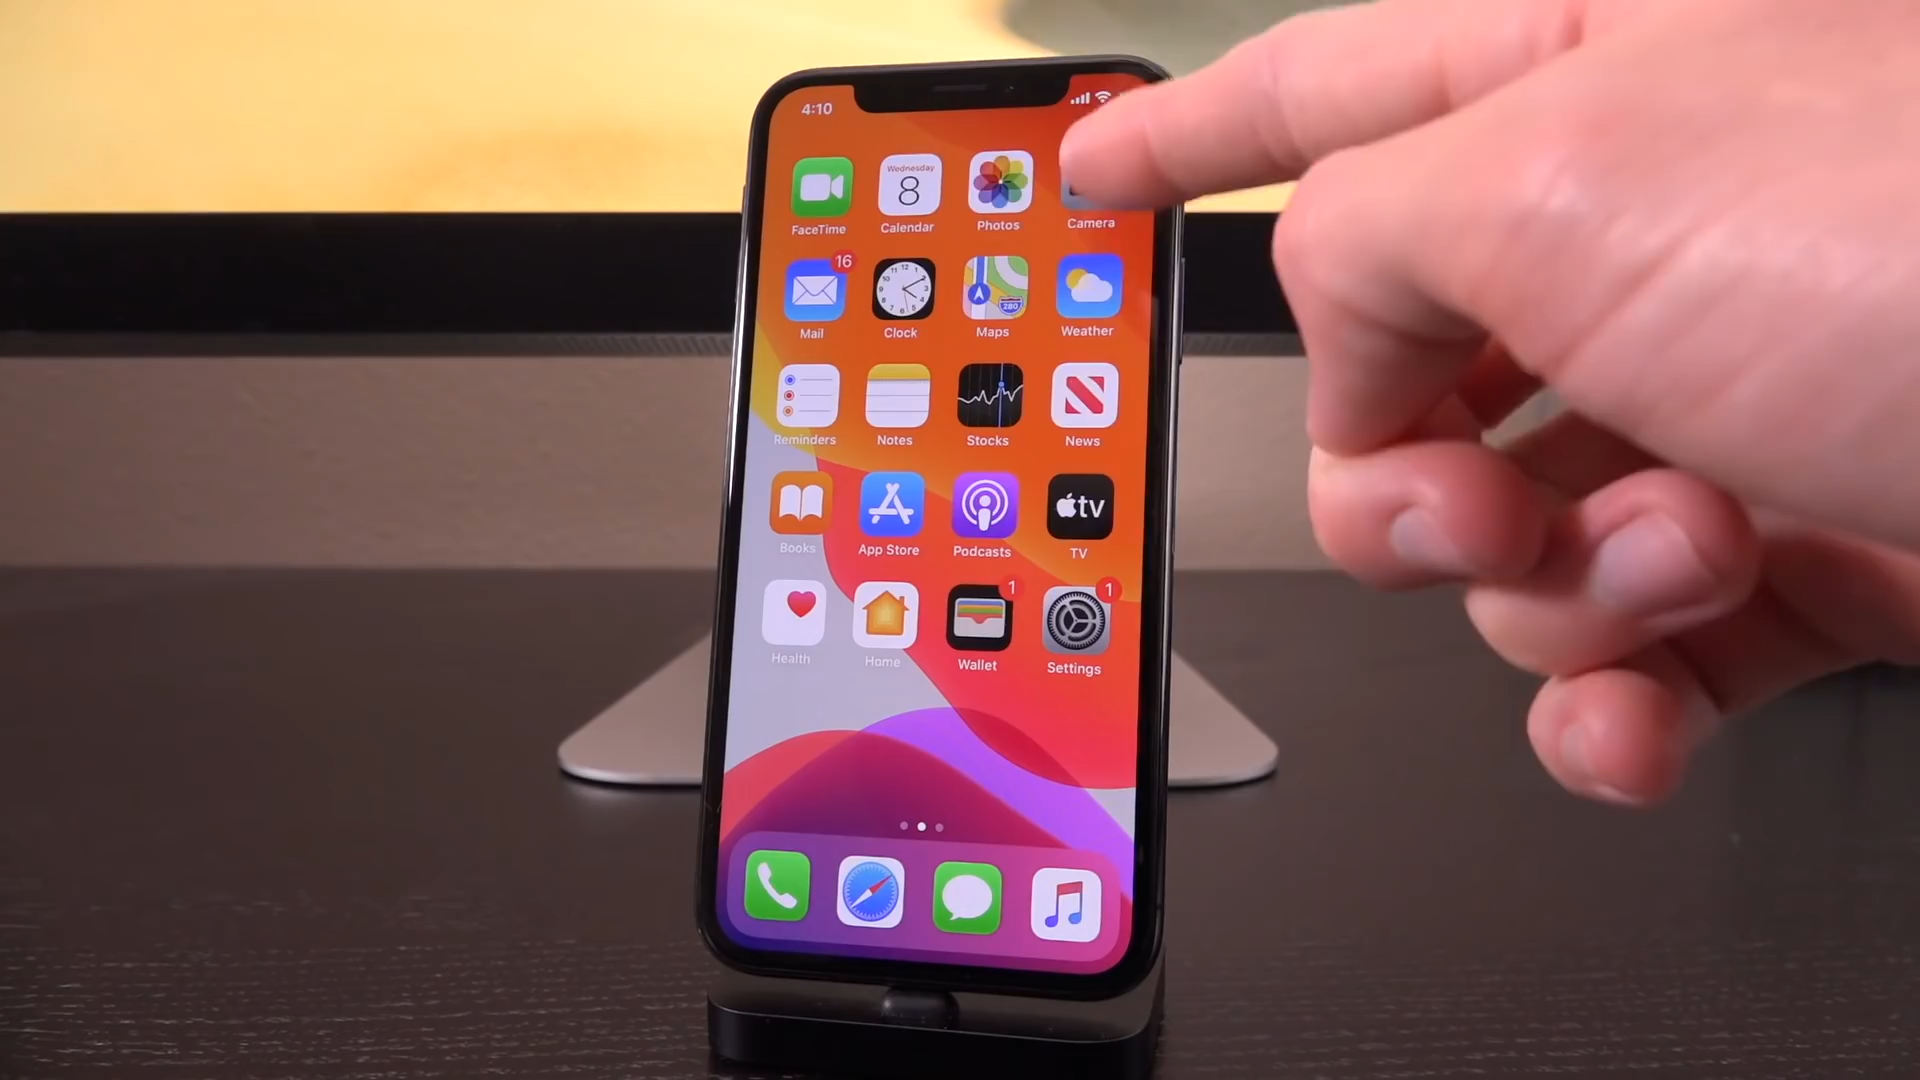 4:10
Wednesday
8
FaceTime Calendar Photos Camera
16
280
Mail Clock Maps Weather
Reminders Notes Stocks News
tv
Books App Store Podcasts TV
1 1
Health Home Wallet Settings